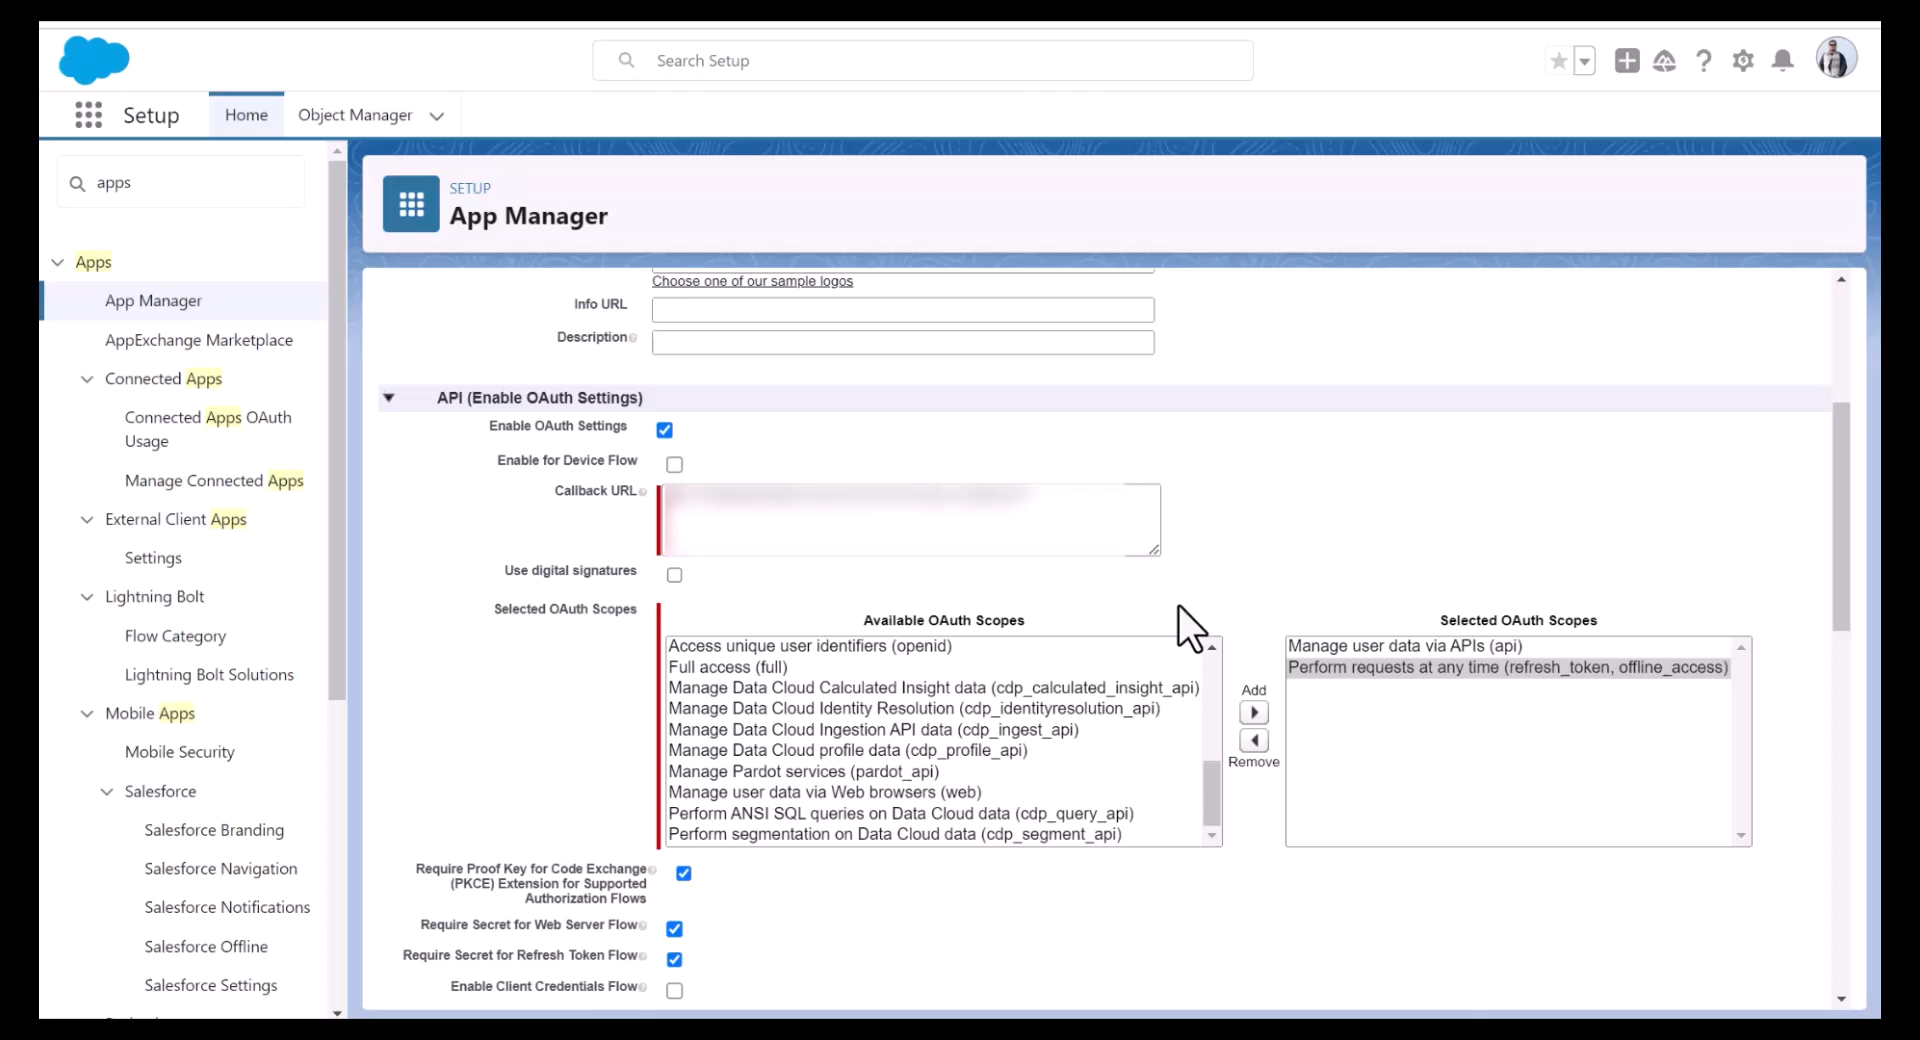 Search Setup
Setup
Home
Object Manager
apps
Apps
App Manager
AppExchange Marketplace
Connected Apps
Connected Apps OAuth
Usage
Manage Connected Apps
External Client Apps
Settings
Lightning Bolt
Flow Category
Lightning Bolt Solutions
Mobile Apps
Mobile Security
Salesforce
Salesforce Branding
Salesforce Navigation
Salesforce Notifications
Salesforce Offline
Salesforce Settings
SETUP
App Manager
Choose one of our sample logos
Info URL
Description
API (Enable OAuth Settings)
Enable OAuth Settings
Enable for Device Flow
Callback URL
Use digital signatures
Selected OAuth Scopes
Available OAuth Scopes
Access unique user identifiers (openid)
Full access (full)
Manage Data Cloud Calculated Insight data (cdp_calculated_insight_api)
Manage Data Cloud Identity Resolution (cdp_identityresolution_api)
Manage Data Cloud Ingestion API data (cdp_ingest_api)
Manage Data Cloud profile data (cdp_profile_api)
Manage Pardot services (pardot_api)
Manage user data via Web browsers (web)
Perform ANSI SQL queries on Data Cloud data (cdp_query_api)
Perform segmentation on Data Cloud data (cdp_segment_api)
Add
Remove
Selected OAuth Scopes
Manage user data via APIs (api)
Perform requests at any time (refresh_token, offline_access)
Require Proof Key for Code Exchange
(PKCE) Extension for Supported
Authorization Flows
Require Secret for Web Server Flow
Require Secret for Refresh Token Flow
Enable Client Credentials Flow